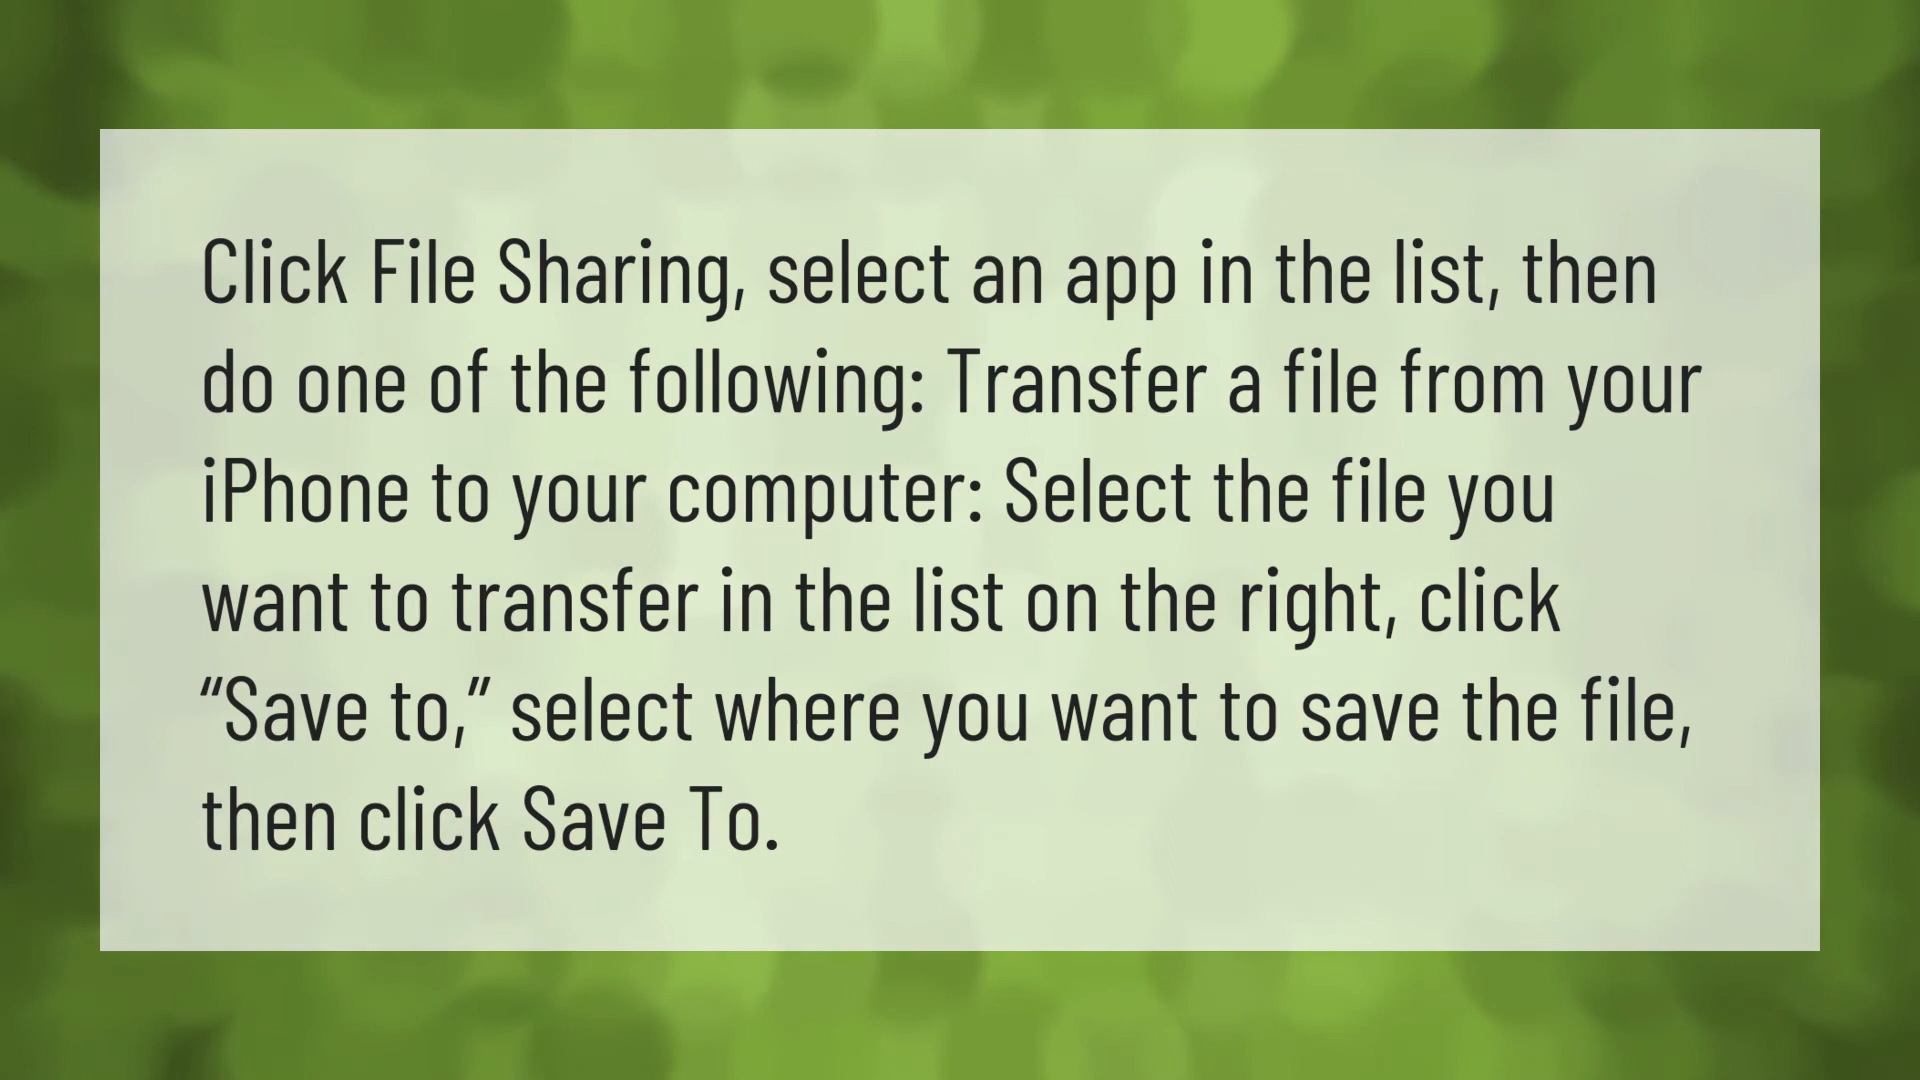 Click File Sharing, select an app in the list, then
do one of the following: Transfer a file from your
iPhone to your computer: Select the file you
want to transfer in the list on the right, click
“Save to,” select where you want to save the file,
then click Save To.